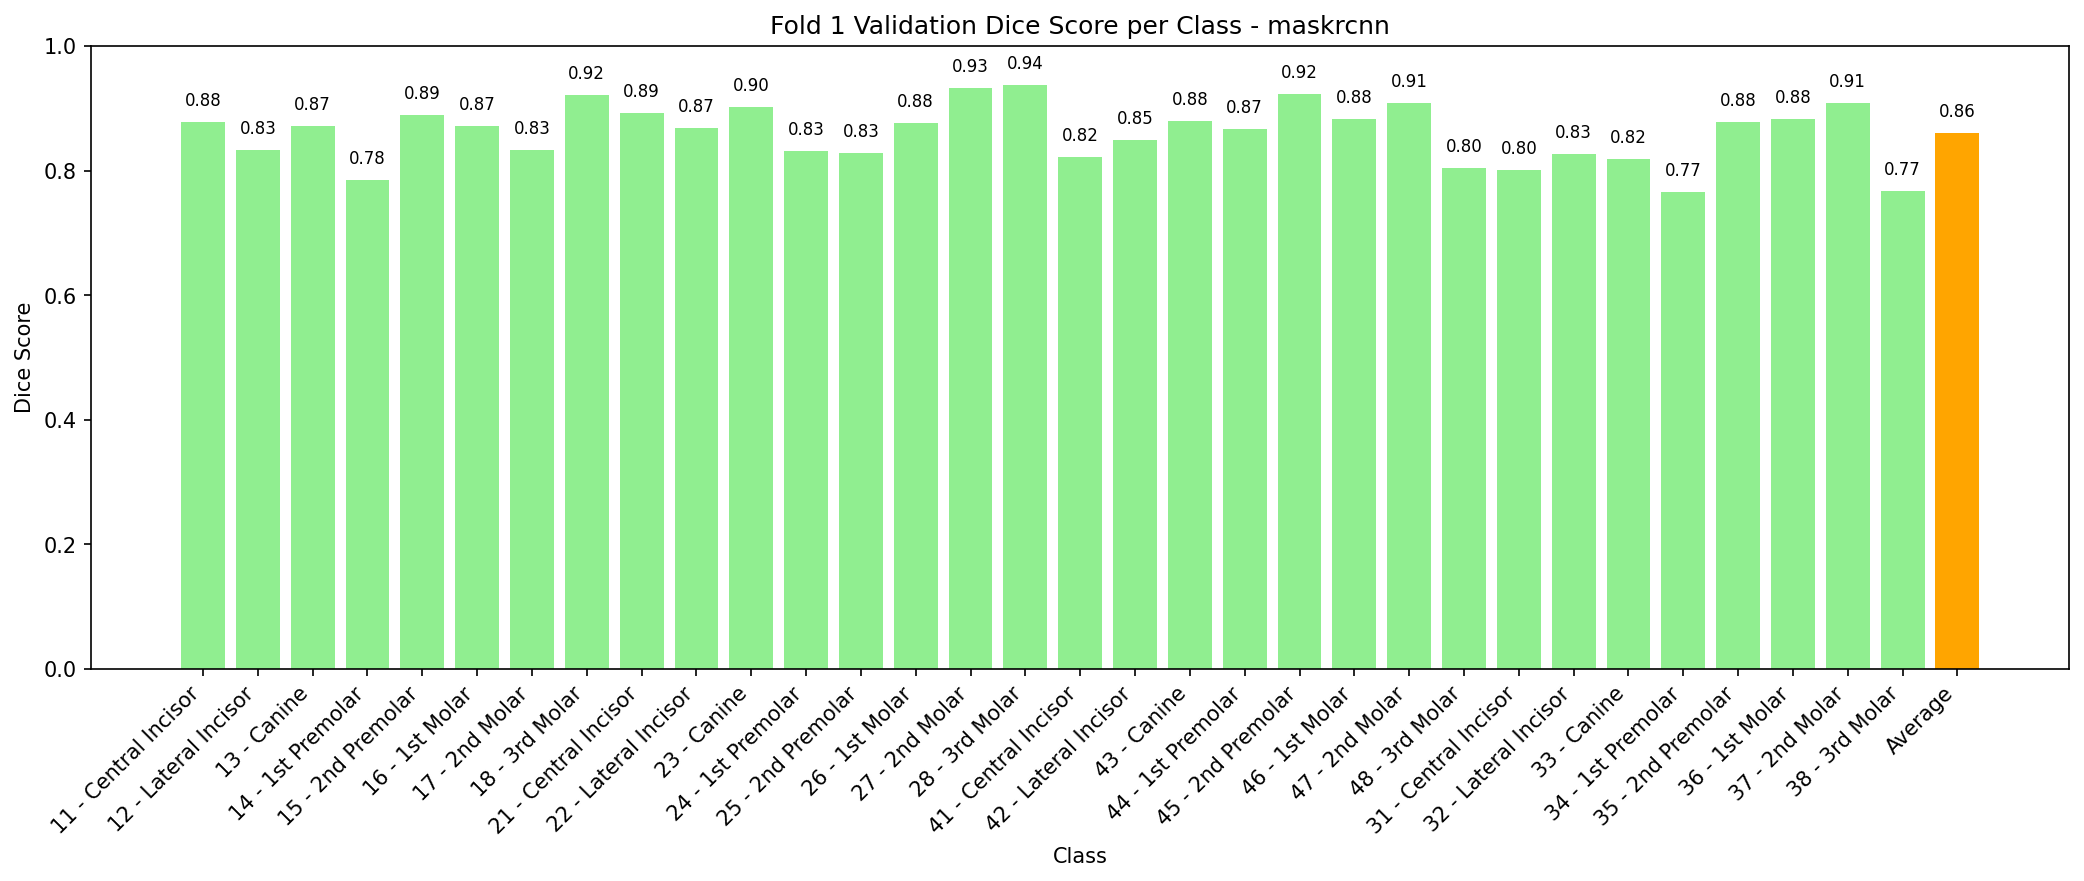 Fold 1 Validation Dice Score per Class - maskrcnn
1.0
0.8
0.6
0.4
0.2
0.0
Dice Score
0.88
0.83
0.87
0.78
0.89
0.87
0.83
0.92
0.89
0.87
0.90
0.83
0.83
0.88
0.93
0.94
0.82
0.85
0.88
0.87
0.92
0.88
0.91
0.80
0.80
0.83
0.82
0.77
0.88
0.88
0.91
0.77
0.86
11 - Central Incisor
12 - Lateral Incisor
13 - Canine
14 - 1st Premolar
15 - 2nd Premolar
16 - 1st Molar
17 - 2nd Molar
18 - 3rd Molar
21 - Central Incisor
22 - Lateral Incisor
23 - Canine
24 - 1st Premolar
25 - 2nd Premolar
26 - 1st Molar
27 - 2nd Molar
28 - 3rd Molar
41 - Central Incisor
42 - Lateral Incisor
43 - Canine
44 - 1st Premolar
45 - 2nd Premolar
46 - 1st Molar
47 - 2nd Molar
48 - 3rd Molar
31 - Central Incisor
32 - Lateral Incisor
33 - Canine
34 - 1st Premolar
35 - 2nd Premolar
36 - 1st Molar
37 - 2nd Molar
38 - 3rd Molar
Average
Class